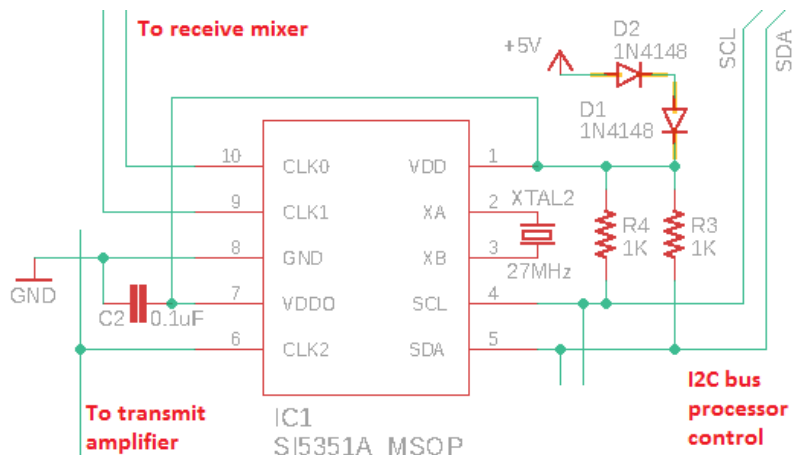 To receive mixer
D2
1N4148
+5V
SCL
SDA
D1
1N4148
10
CLK0
VDD
1
9
CLK1
XA
2
XTAL2
R4
1K
R3
1K
8
GND
XB
3
27MHz
GND
7
VDDO
SCL
4
C2
0.1uF
6
CLK2
SDA
5
To transmit
amplifier
I2C bus
processor
control
IC1
SI5351A_MSOP